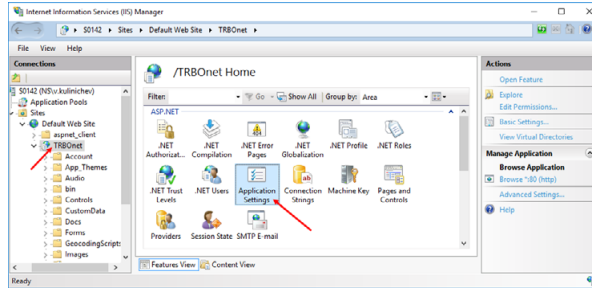 Internet Information Services (IIS) Manager
S0142 ▸ Sites ▸ Default Web Site ▸ TRBOnet ▸
File View Help
Connections
S0142 (NS\v.kulinichev)
Application Pools
Sites
Default Web Site
aspnet_client
TRBOnet
Account
App_Themes
Audio
bin
Controls
CustomData
Docs
Forms
GeocodingScripts
Images
/TRBOnet Home
Filter: Go Show All Group by: Area
ASP.NET
.NET Authorizat...
.NET Compilation
.NET Error Pages
.NET Globalization
.NET Profile
.NET Roles
.NET Trust Levels
.NET Users
Application Settings
Connection Strings
Machine Key
Pages and Controls
Providers
Session State
SMTP E-mail
Features View Content View
Actions
Open Feature
Explore
Edit Permissions...
Basic Settings...
View Virtual Directories
Manage Application
Browse Application
Browse *:80 (http)
Advanced Settings...
Help
Ready